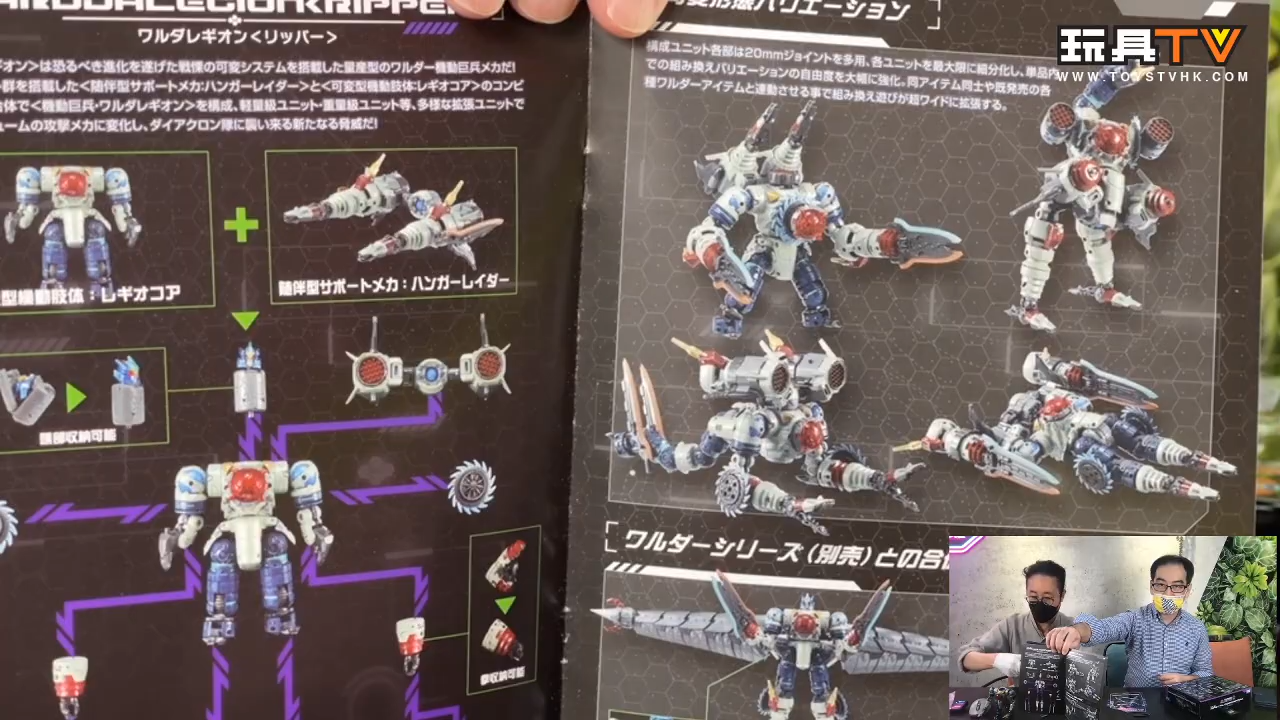 ワルダレギオン<リッパー>
ギオン>は恐るべき進化を遂げた戦慄の可変システムを搭載した量産型のワルダー機動巨兵メカだ!
群を搭載した<随伴型サポートメカ:ハンガーレイダー>と<可変型機動肢体:レギオコア>のコンビ
合体で<機動巨兵・ワルダレギオン>を構成、軽量級ユニット・重量級ユニット等、多様な拡張ユニットで
ュームの攻撃メカに変化し、ダイアクロン隊に襲い来る新たなる脅威だ!
型機動肢体:レギオコア
随伴型サポートメカ:ハンガーレイダー
頭部収納可能
拳収納可能
変形態バリエーション
構成ユニット各部は20mmジョイントを多用、各ユニットを最大限に細分化し、単品内
での組み換えバリエーションの自由度を大幅に強化。同アイテム同士や既発売の各
種ワルダーアイテムと連動させる事で組み換え遊びが超ワイドに拡張する。
ワルダーシリーズ(別売)との合
玩具TV
WWW.TOYSTVHK.COM